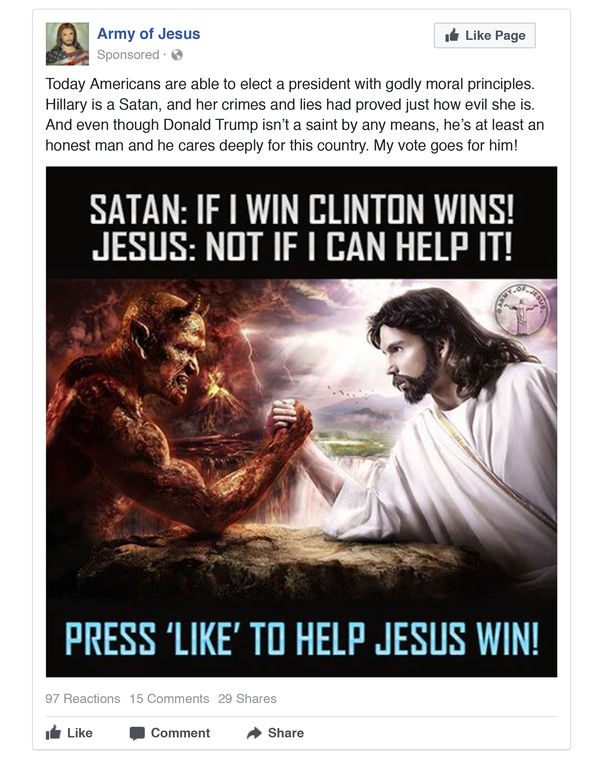 Army of Jesus
Like Page
Sponsored ·
Today Americans are able to elect a president with godly moral principles.
Hillary is a Satan, and her crimes and lies had proved just how evil she is.
And even though Donald Trump isn't a saint by any means, he's at least an
honest man and he cares deeply for this country. My vote goes for him!
SATAN: IF I WIN CLINTON WINS!
JESUS: NOT IF I CAN HELP IT!
ARMY·OF·JESUS
PRESS 'LIKE' TO HELP JESUS WIN!
97 Reactions 15 Comments 29 Shares
Like Comment Share